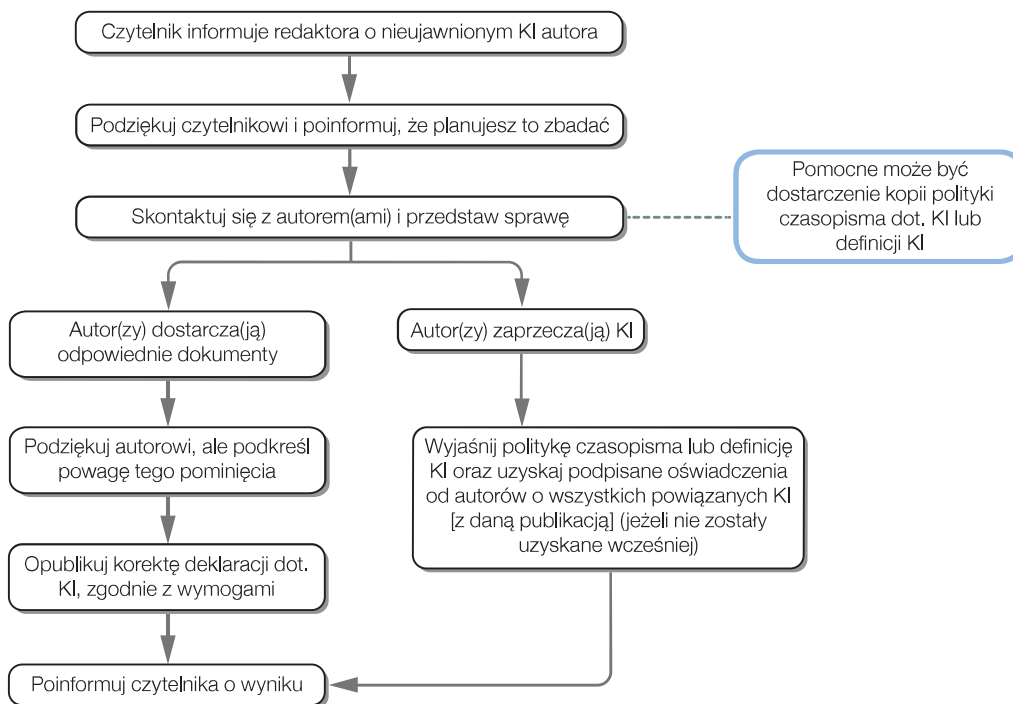 Czytelnik informuje redaktora o nieujawnionym KI autora
Podziękuj czytelnikowi i poinformuj, że planujesz to zbadać
Skontaktuj się z autorem(ami) i przedstaw sprawę
Pomocne może być
dostarczenie kopii polityki
czasopisma dot. KI lub
definicji KI
Autor(zy) dostarcza(ją)
odpowiednie dokumenty
Autor(zy) zaprzecza(ją) KI
Podziękuj autorowi, ale podkreśl
powagę tego pominięcia
Wyjaśnij politykę czasopisma lub definicję
KI oraz uzyskaj podpisane oświadczenia
od autorów o wszystkich powiązanych KI
[z daną publikacją] (jeżeli nie zostały
uzyskane wcześniej)
Opublikuj korektę deklaracji dot.
KI, zgodnie z wymogami
Poinformuj czytelnika o wyniku